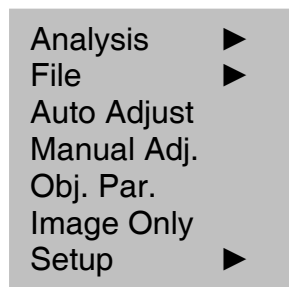 Analysis ▶
File ▶
Auto Adjust
Manual Adj.
Obj. Par.
Image Only
Setup ▶